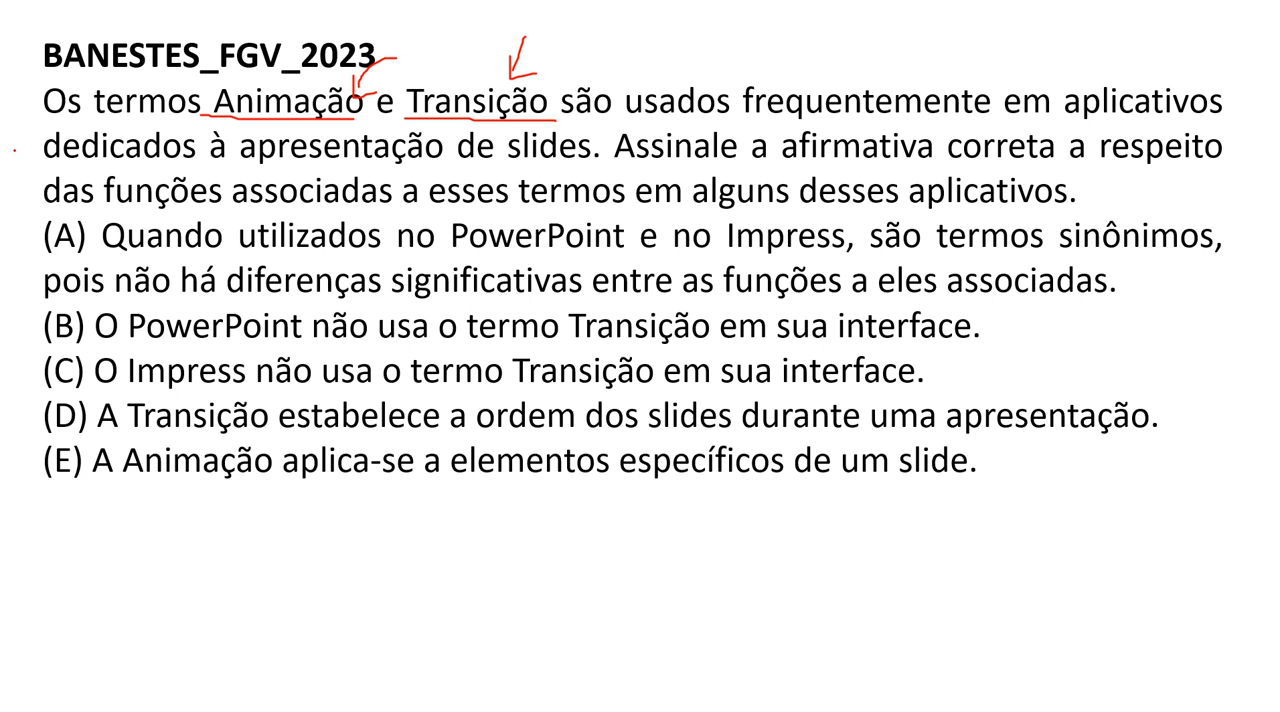 BANESTES_FGV_2023
Os termos Animação e Transição são usados frequentemente em aplicativos
dedicados à apresentação de slides. Assinale a afirmativa correta a respeito
das funções associadas a esses termos em alguns desses aplicativos.
(A) Quando utilizados no PowerPoint e no Impress, são termos sinônimos,
pois não há diferenças significativas entre as funções a eles associadas.
(B) O PowerPoint não usa o termo Transição em sua interface.
(C) O Impress não usa o termo Transição em sua interface.
(D) A Transição estabelece a ordem dos slides durante uma apresentação.
(E) A Animação aplica-se a elementos específicos de um slide.